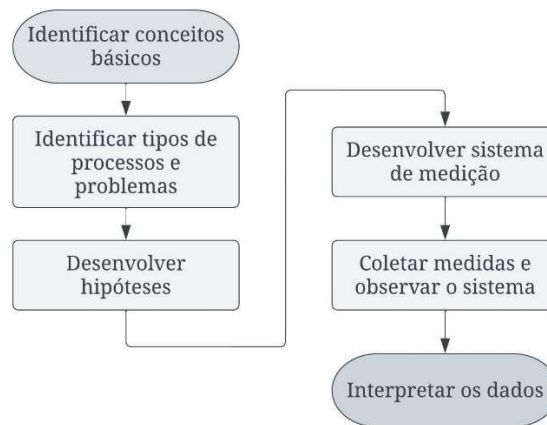 Identificar conceitos
básicos
Identificar tipos de
processos e
problemas
Desenvolver
hipóteses
Desenvolver sistema
de medição
Coletar medidas e
observar o sistema
Interpretar os dados